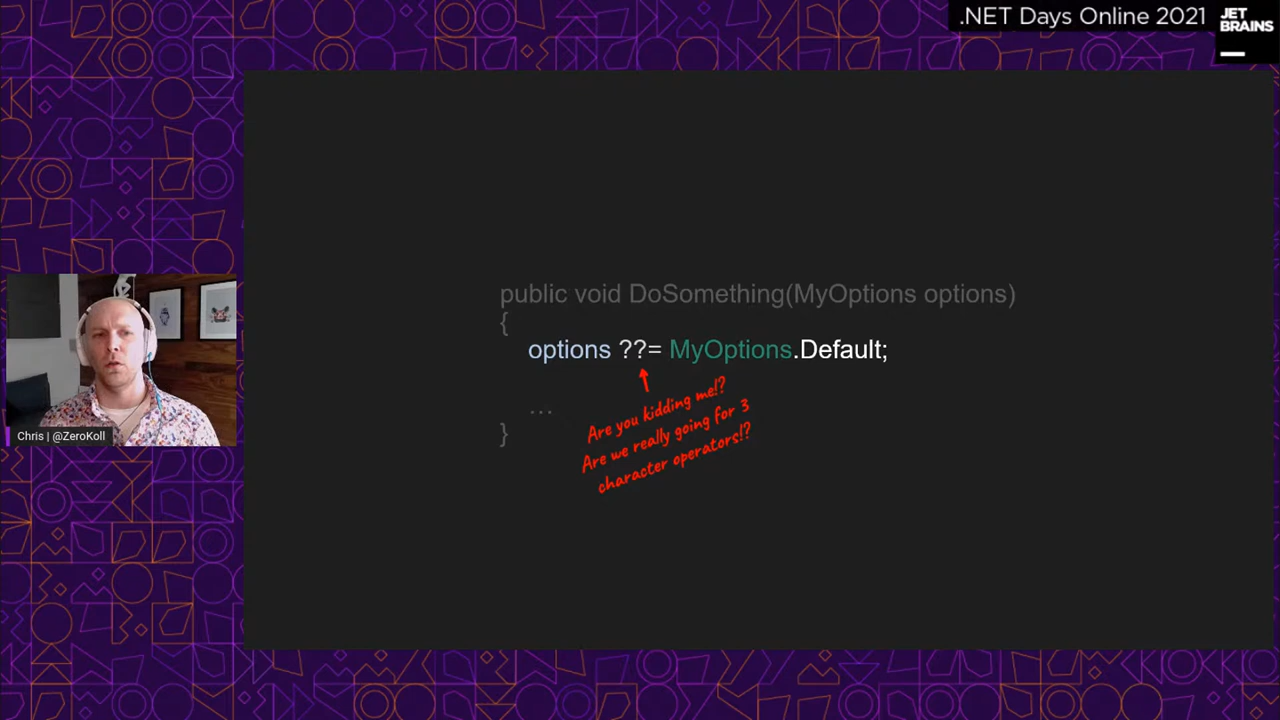 .NET Days Online 2021
JET
BRAINS
public void DoSomething(MyOptions options)
{
options ??= MyOptions.Default;
...
}
Are you kidding me!?
Are we really going for 3
character operators!?
Chris | @ZeroKoll